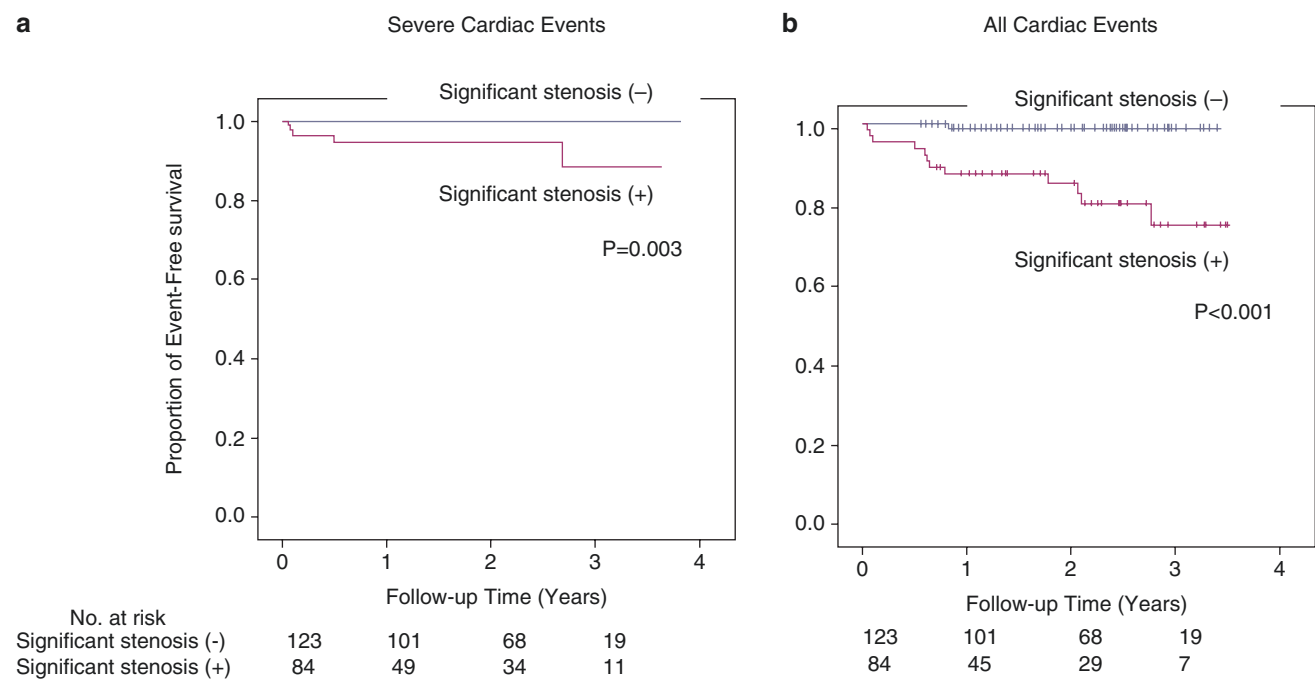 a
Severe Cardiac Events
Significant stenosis (–)
1.0
0.8
0.6
0.4
0.2
0.0
Proportion of Event-Free survival
Significant stenosis (+)
P=0.003
0 1 2 3 4
Follow-up Time (Years)
No. at risk
Significant stenosis (-) 123 101 68 19
Significant stenosis (+) 84 49 34 11
b
All Cardiac Events
Significant stenosis (–)
1.0
0.8
0.6
0.4
0.2
0.0
Significant stenosis (+)
P<0.001
0 1 2 3 4
Follow-up Time (Years)
123 101 68 19
84 45 29 7